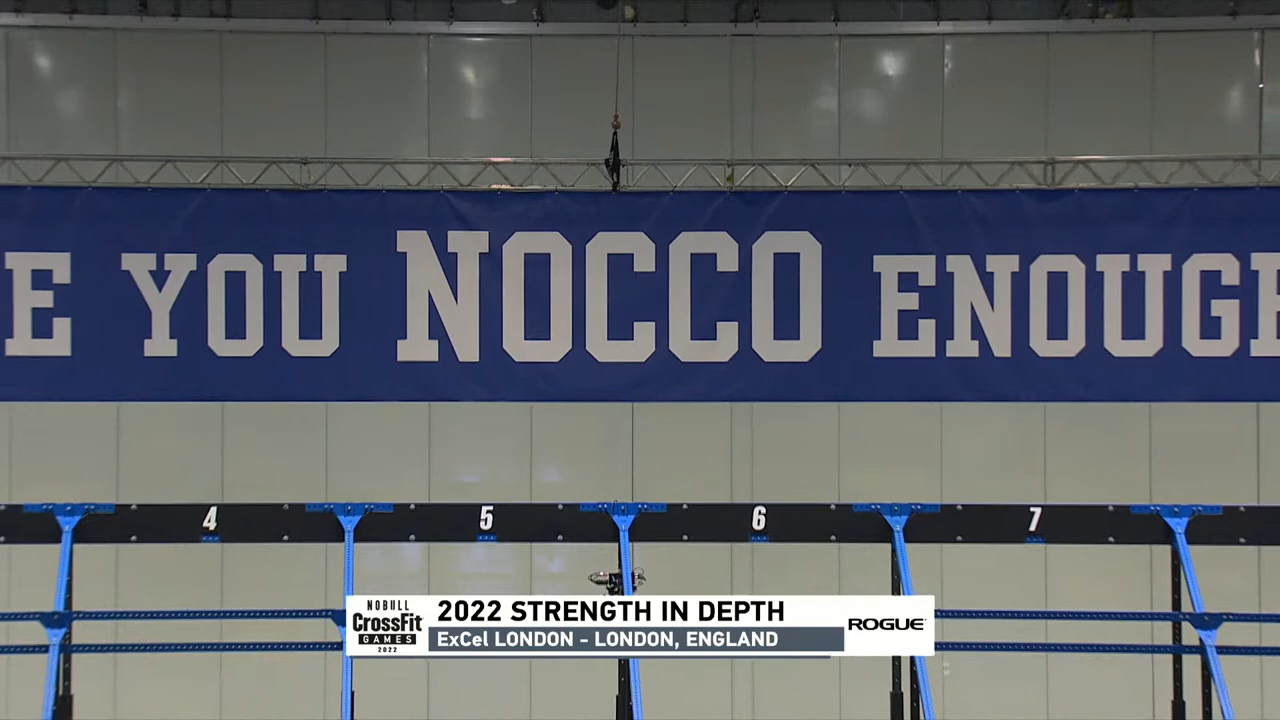 E YOU NOCCO ENOUGH
4 5 6 7
NOBULL
CrossFit
GAMES
2022
2022 STRENGTH IN DEPTH
ExCel LONDON - LONDON, ENGLAND
ROGUE